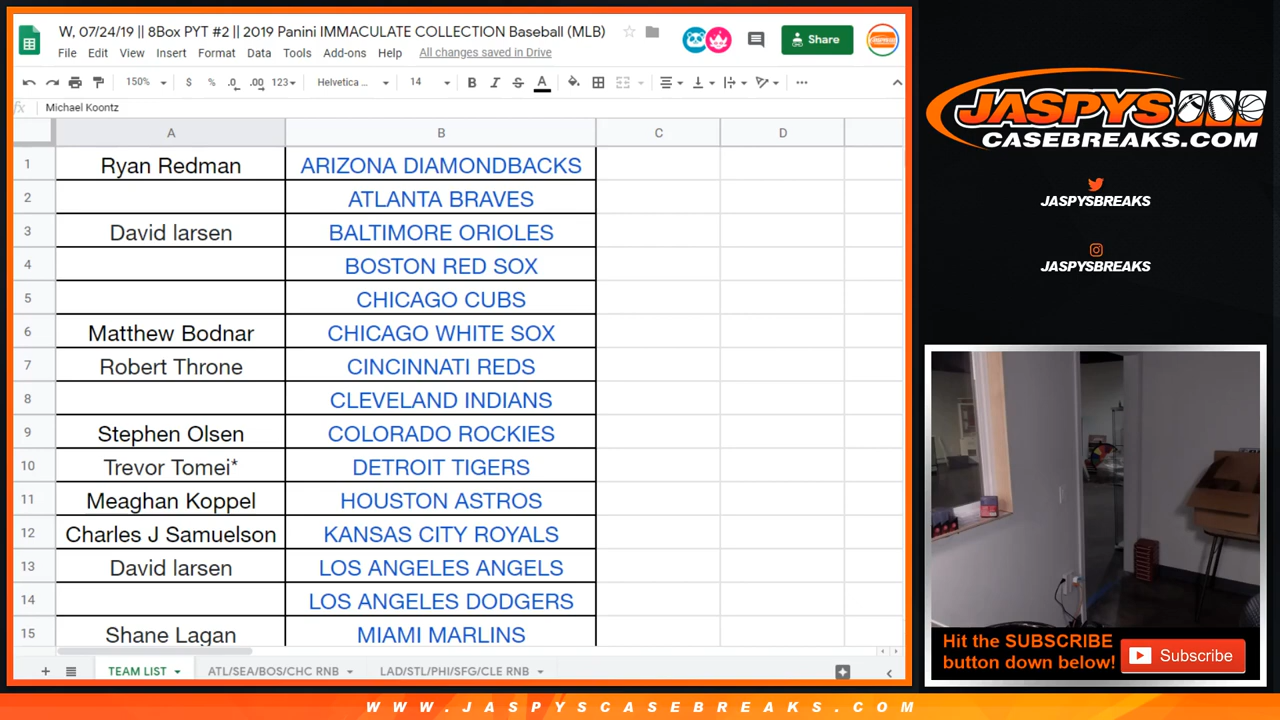 W, 07/24/19 || 8Box PYT #2 || 2019 Panini IMMACULATE COLLECTION Baseball (MLB)
File Edit View Insert Format Data Tools Add-ons Help All changes saved in Drive
Share
150% $ % .0 .00 123 Helvetica ... 14 B I S A
fx Michael Koontz
A B C D
1 Ryan Redman ARIZONA DIAMONDBACKS
2 ATLANTA BRAVES
3 David larsen BALTIMORE ORIOLES
4 BOSTON RED SOX
5 CHICAGO CUBS
6 Matthew Bodnar CHICAGO WHITE SOX
7 Robert Throne CINCINNATI REDS
8 CLEVELAND INDIANS
9 Stephen Olsen COLORADO ROCKIES
10 Trevor Tomei* DETROIT TIGERS
11 Meaghan Koppel HOUSTON ASTROS
12 Charles J Samuelson KANSAS CITY ROYALS
13 David larsen LOS ANGELES ANGELS
14 LOS ANGELES DODGERS
15 Shane Lagan MIAMI MARLINS
TEAM LIST ATL/SEA/BOS/CHC RNB LAD/STL/PHI/SFG/CLE RNB
JASPYS
CASEBREAKS.COM
JASPYSBREAKS
JASPYSBREAKS
Hit the SUBSCRIBE
button down below!
Subscribe
WWW.JASPYSCASEBREAKS.COM